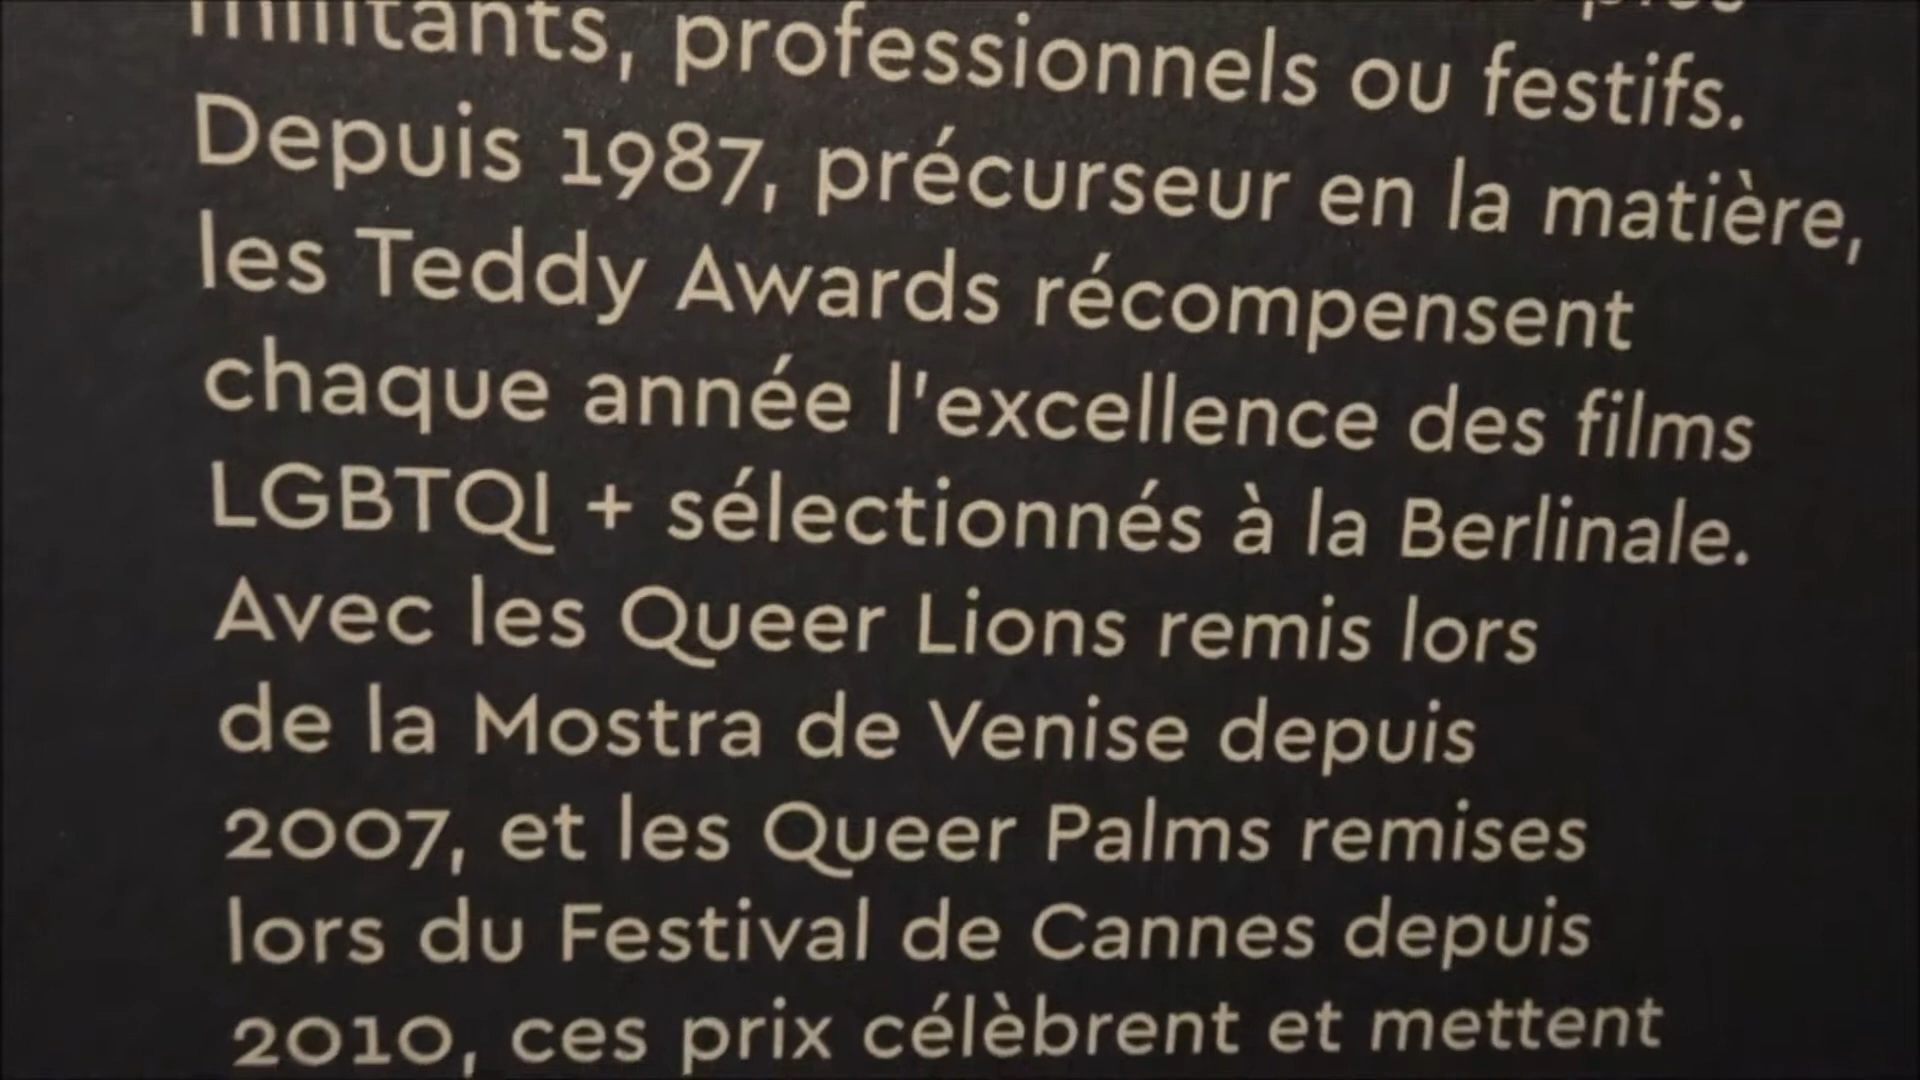 militants, professionnels ou festifs.
Depuis 1987, précurseur en la matière,
les Teddy Awards récompensent
chaque année l'excellence des films
LGBTQI + sélectionnés à la Berlinale.
Avec les Queer Lions remis lors
de la Mostra de Venise depuis
2007, et les Queer Palms remises
lors du Festival de Cannes depuis
2010, ces prix célèbrent et mettent